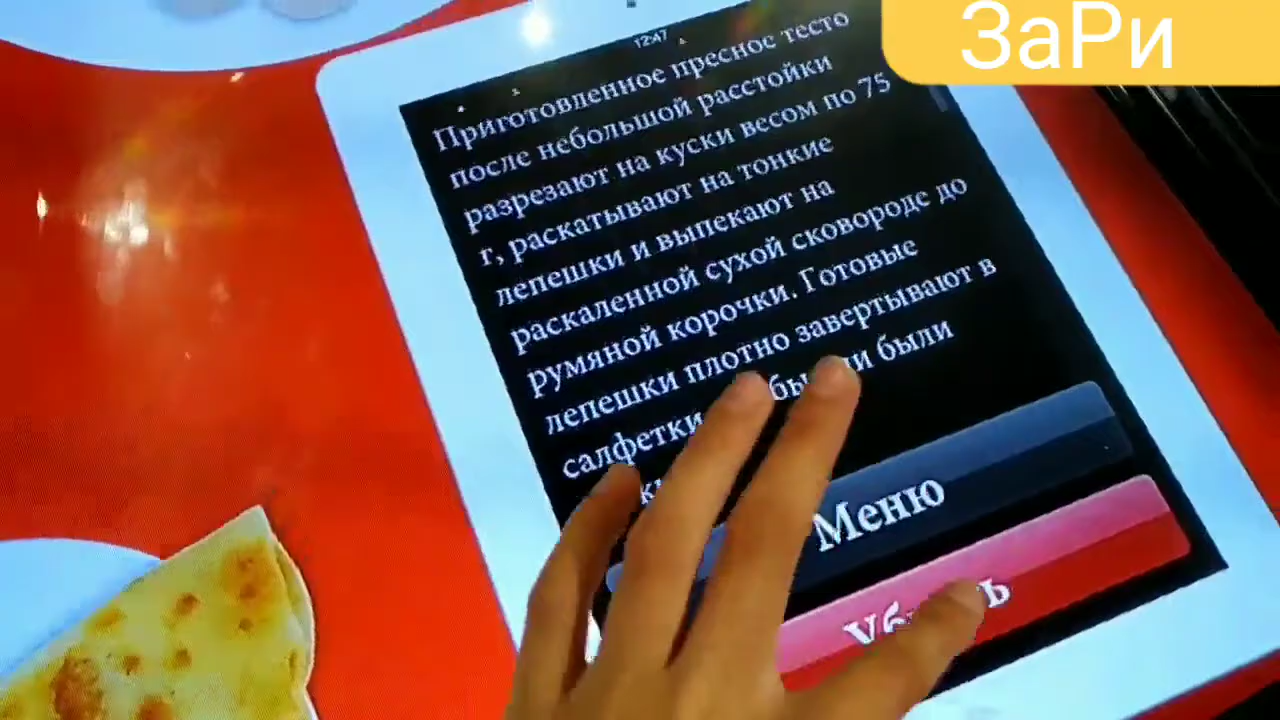 ЗаРи
12:47
Приготовленное пресное тесто
после небольшой расстойки
разрезают на куски весом по 75
г, раскатывают на тонкие
лепешки и выпекают на
раскаленной сухой сковороде до
румяной корочки. Готовые
лепешки плотно завертывают в
салфетки были
Меню